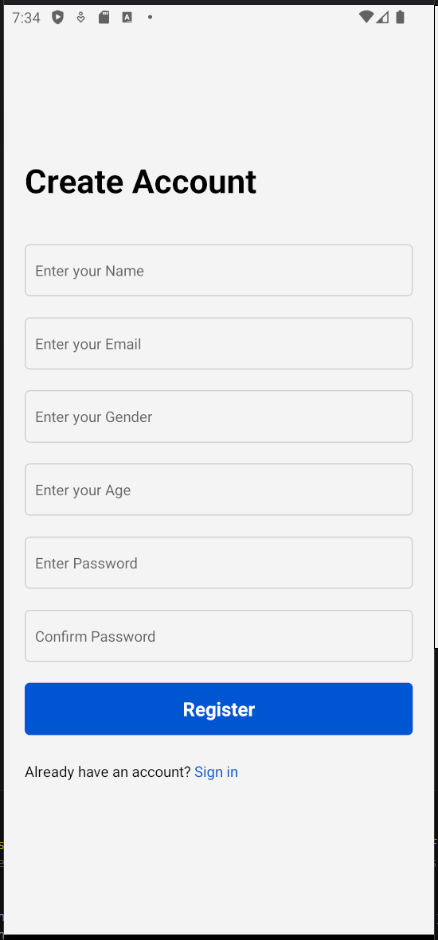 7:34
Create Account
Enter your Name
Enter your Email
Enter your Gender
Enter your Age
Enter Password
Confirm Password
Register
Already have an account? Sign in